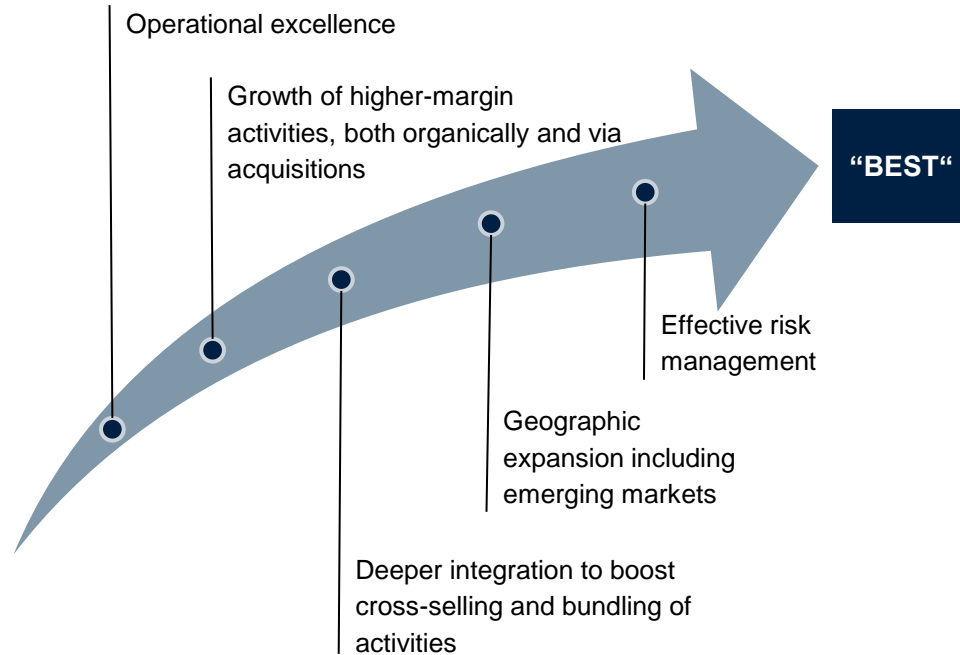 Operational excellence
Growth of higher-margin
activities, both organically and via
acquisitions
“BEST“
Effective risk
management
Geographic
expansion including
emerging markets
Deeper integration to boost
cross-selling and bundling of
activities